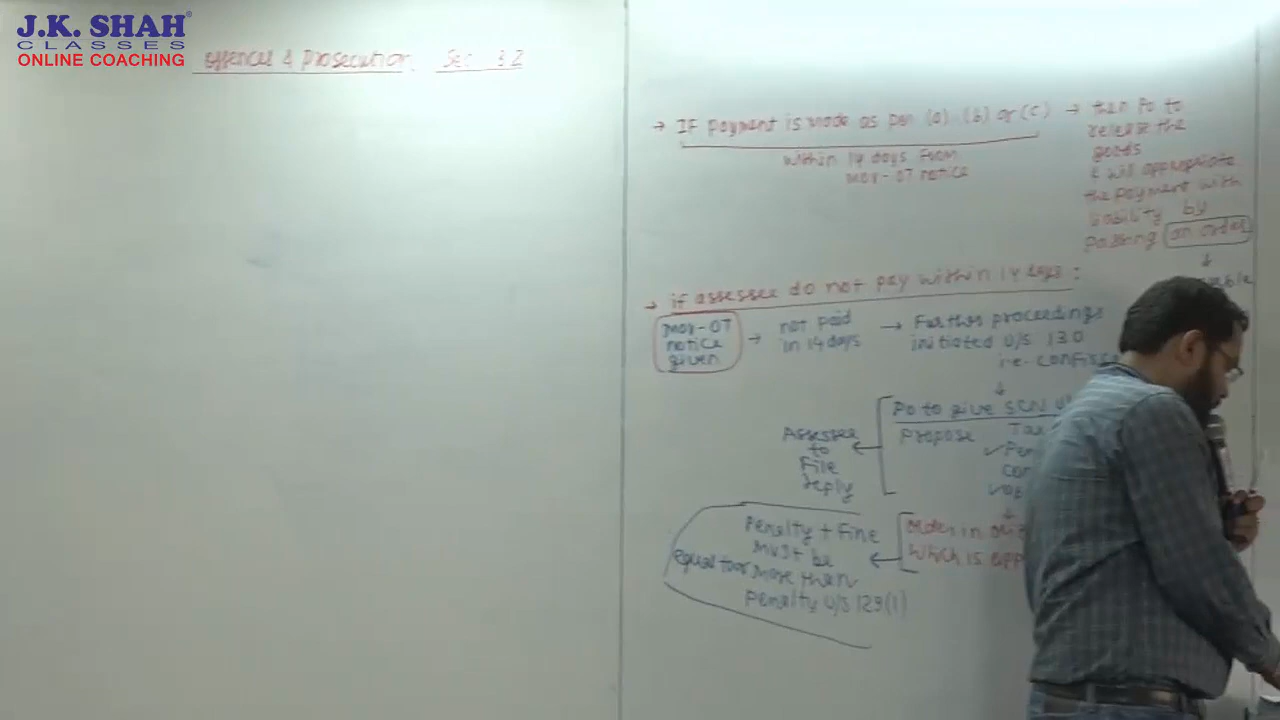 J.K. SHAH®
CLASSES
ONLINE COACHING
offences & Prosecution Sec 132
→ IF payment is made as per (a) (b) or (c) → then Po to
release the
goods
within 14 days from
MOV-07 notice
& will appropriate
the payment with
liability by
passing an order
→ if assessee do not pay within 14 days :
MOV-07
notice
given
→ not paid
in 14 days
→ Further proceedings
initiated U/s 130
i.e.
Po to give SCN
Propose Tax
Assessee
to
File
reply
order in
which is
Penalty + Fine
must be
equal to or more then
Penalty U/s 129(1)